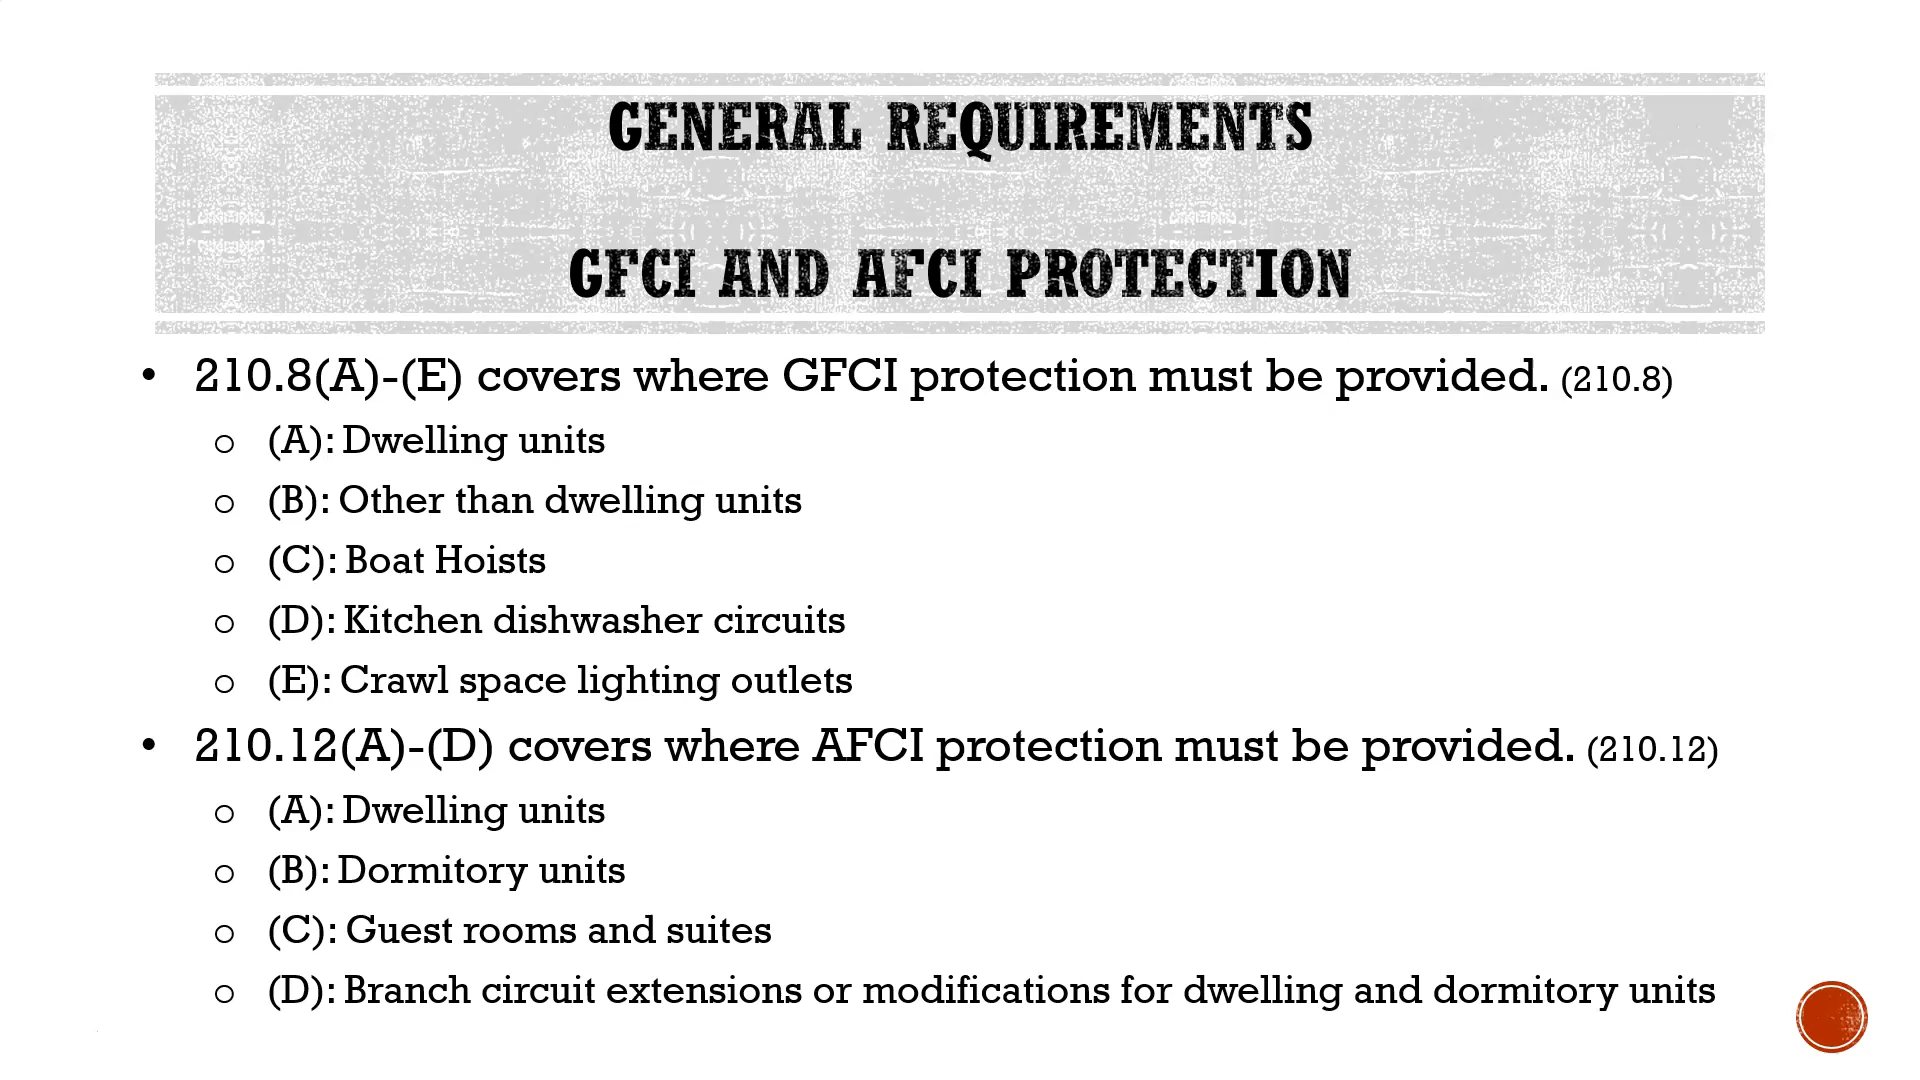 GENERAL REQUIREMENTS
GFCI AND AFCI PROTECTION
• 210.8(A)-(E) covers where GFCI protection must be provided. (210.8)
o (A): Dwelling units
o (B): Other than dwelling units
o (C): Boat Hoists
o (D): Kitchen dishwasher circuits
o (E): Crawl space lighting outlets
• 210.12(A)-(D) covers where AFCI protection must be provided. (210.12)
o (A): Dwelling units
o (B): Dormitory units
o (C): Guest rooms and suites
o (D): Branch circuit extensions or modifications for dwelling and dormitory units